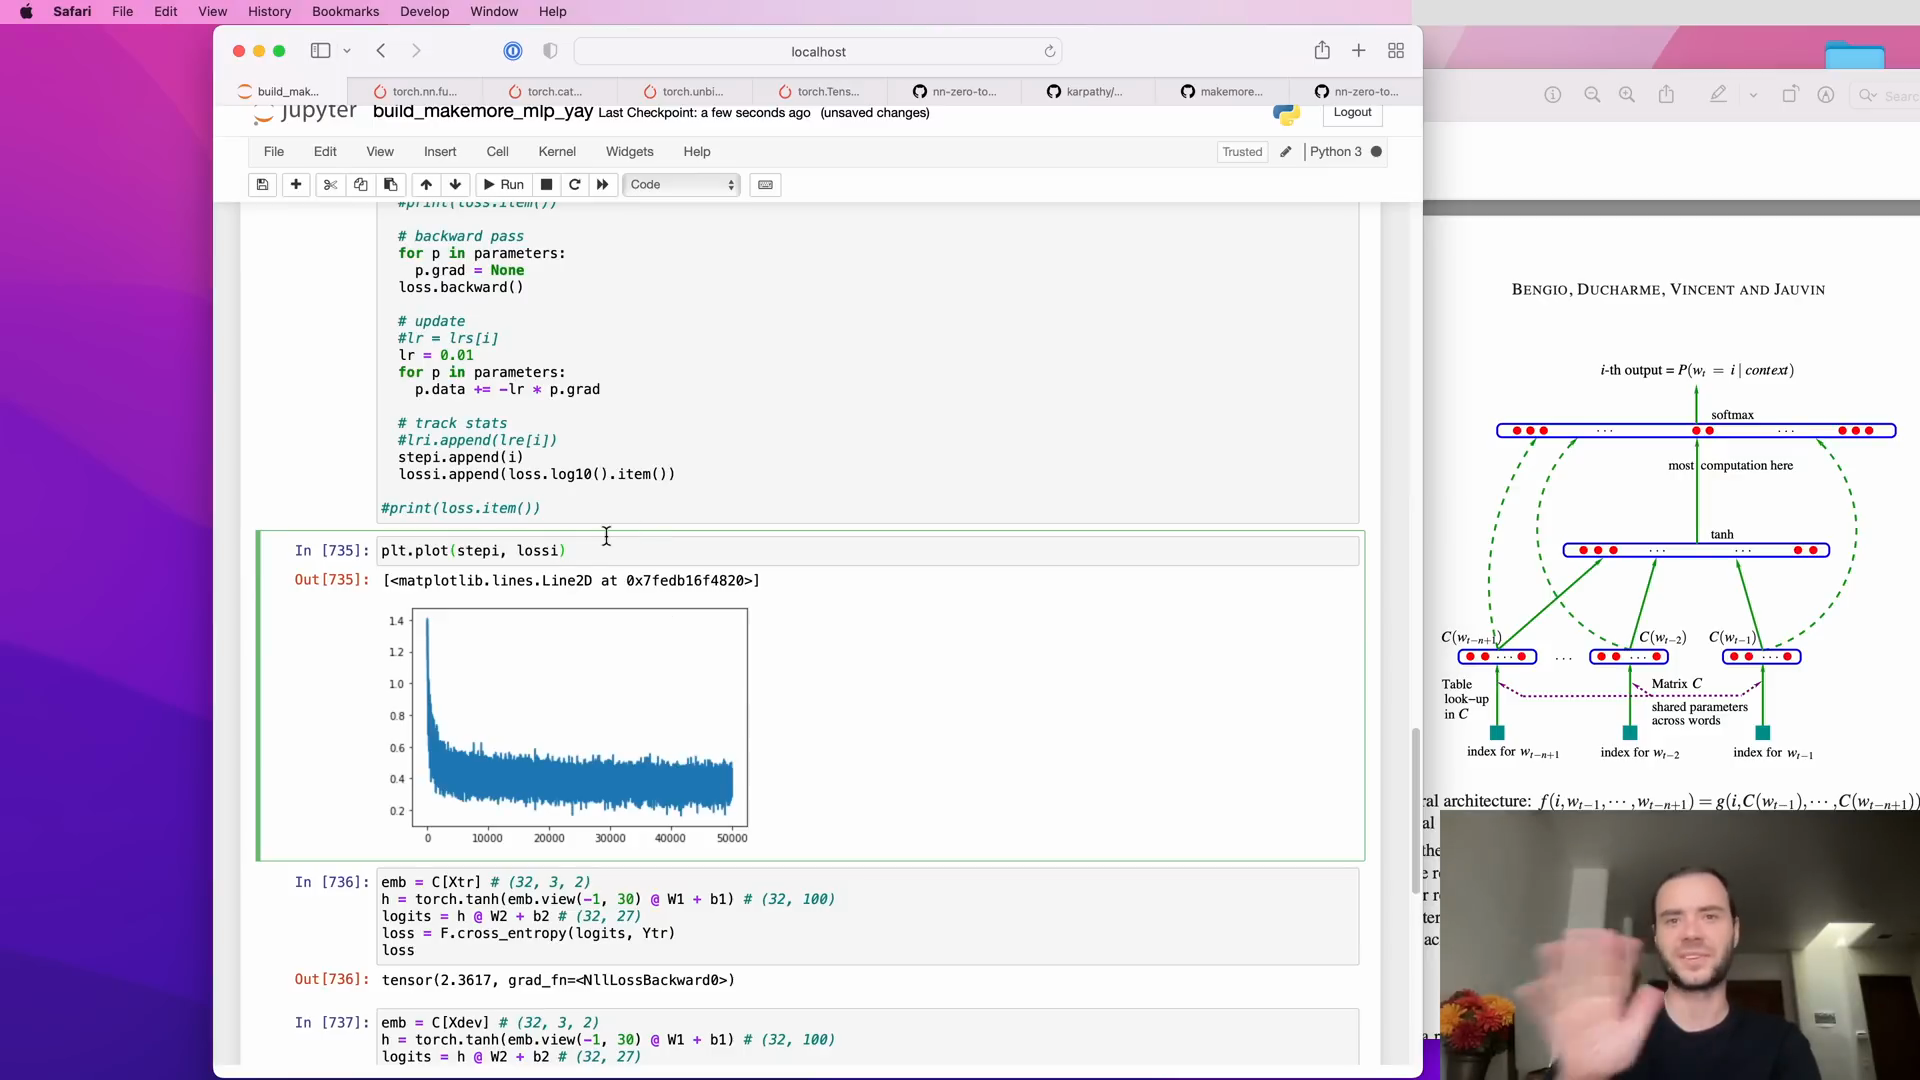 Safari File Edit View History Bookmarks Develop Window Help
localhost
build_mak... torch.nn.fu... torch.cat... torch.unbi... torch.Tens... nn-zero-to... karpathy/... makemore... nn-zero-to...
Search
jupyter build_makemore_mlp_yay Last Checkpoint: a few seconds ago (unsaved changes) Logout
File Edit View Insert Cell Kernel Widgets Help Trusted Python 3
Run Code
#print(loss.item())
# backward pass
for p in parameters:
p.grad = None
loss.backward()
# update
#lr = lrs[i]
lr = 0.01
for p in parameters:
p.data += -lr * p.grad
# track stats
#lri.append(lre[i])
stepi.append(i)
lossi.append(loss.log10().item())
#print(loss.item())
In [735]: plt.plot(stepi, lossi)
Out[735]: [<matplotlib.lines.Line2D at 0x7fedb16f4820>]
1.4
1.2
1.0
0.8
0.6
0.4
0.2
0 10000 20000 30000 40000 50000
In [736]: emb = C[Xtr] # (32, 3, 2)
h = torch.tanh(emb.view(-1, 30) @ W1 + b1) # (32, 100)
logits = h @ W2 + b2 # (32, 27)
loss = F.cross_entropy(logits, Ytr)
loss
Out[736]: tensor(2.3617, grad_fn=<NllLossBackward0>)
In [737]: emb = C[Xdev] # (32, 3, 2)
h = torch.tanh(emb.view(-1, 30) @ W1 + b1) # (32, 100)
logits = h @ W2 + b2 # (32, 27)
BENGIO, DUCHARME, VINCENT AND JAUVIN
i-th output = P(w_t = i | context)
softmax
... ...
most computation here
tanh
... ...
C(w_{t-n+1}) C(w_{t-2}) C(w_{t-1})
... ... ... ...
Table look-up in C
Matrix C
shared parameters across words
index for w_{t-n+1} index for w_{t-2} index for w_{t-1}
ral architecture: f(i,w_{t-1},···,w_{t-n+1}) = g(i,C(w_{t-1}),···,C(w_{t-n+1}))
al
the